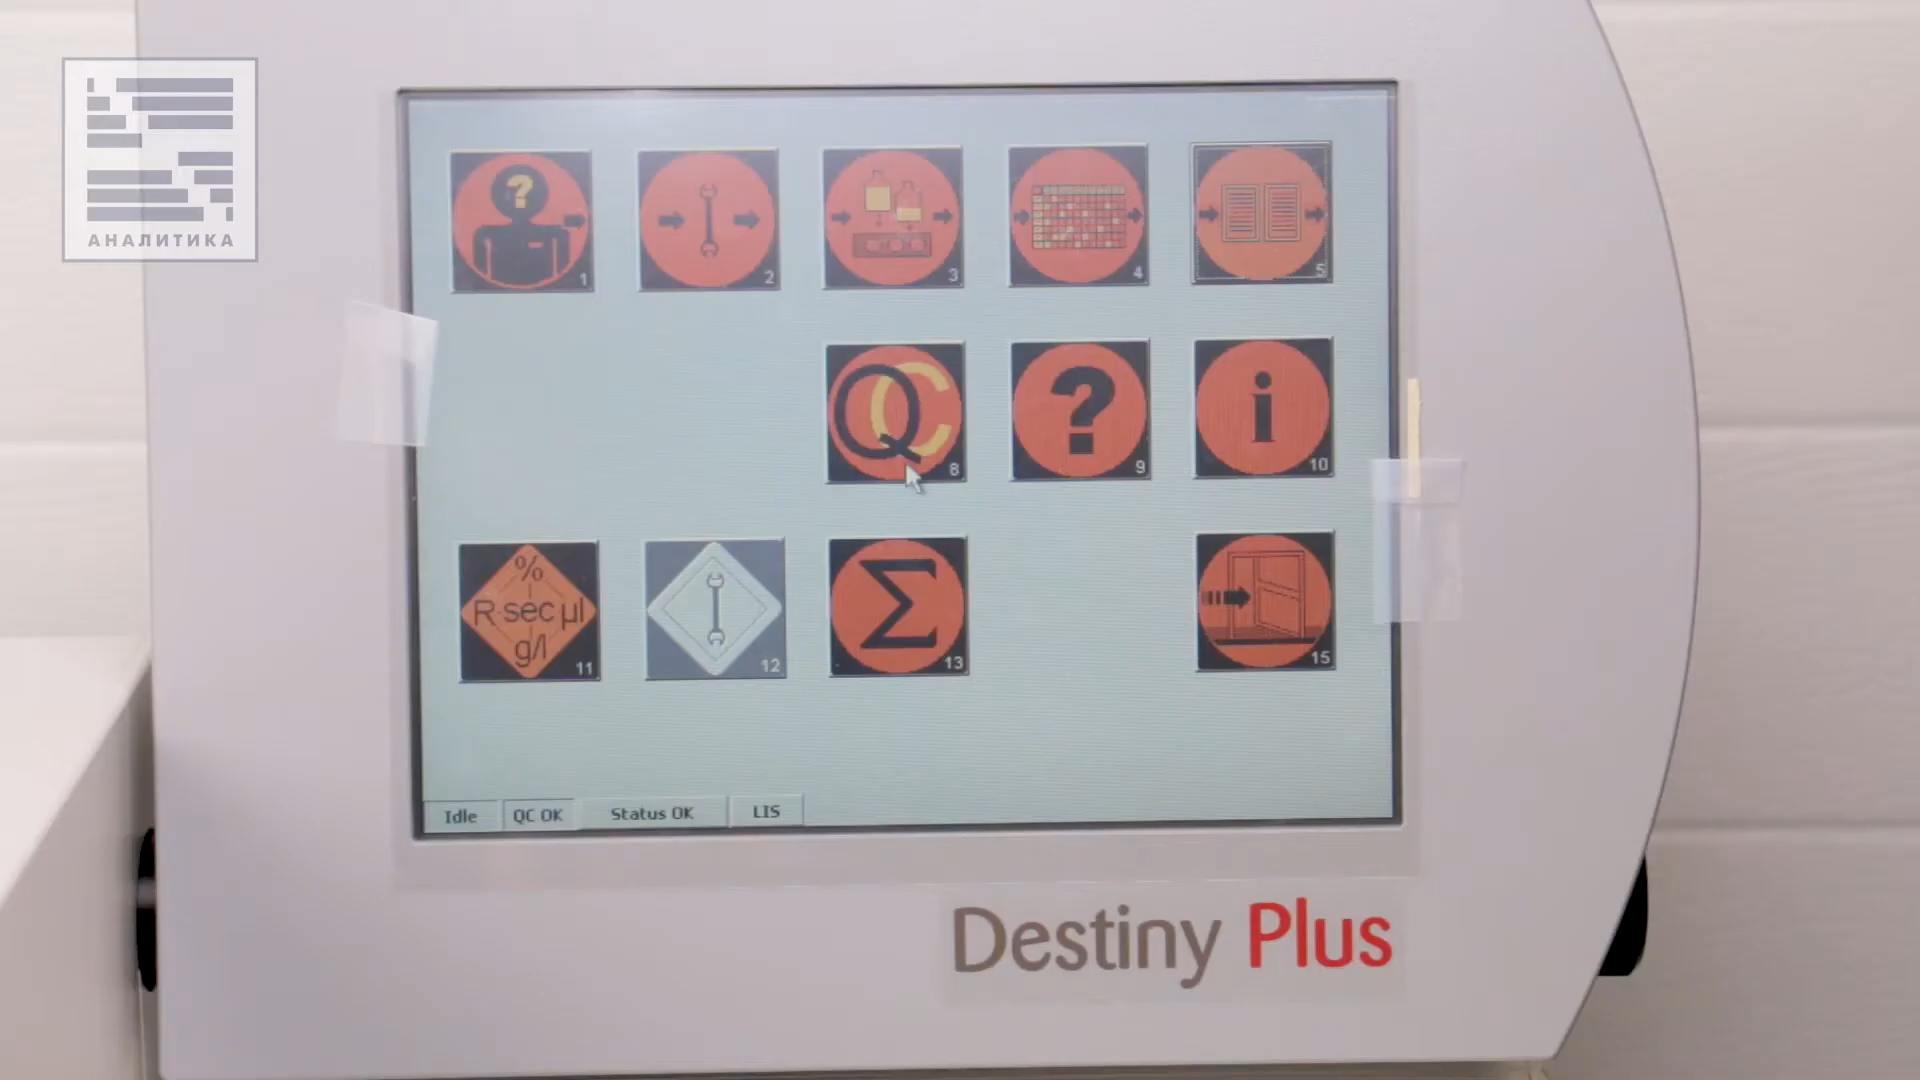 АНАЛИТИКА
?
1
2
3
4
5
QC
8
?
9
i
10
%
R·sec µl
g/l
11
12
Σ
13
15
Idle
QC OK
Status OK
LIS
Destiny Plus